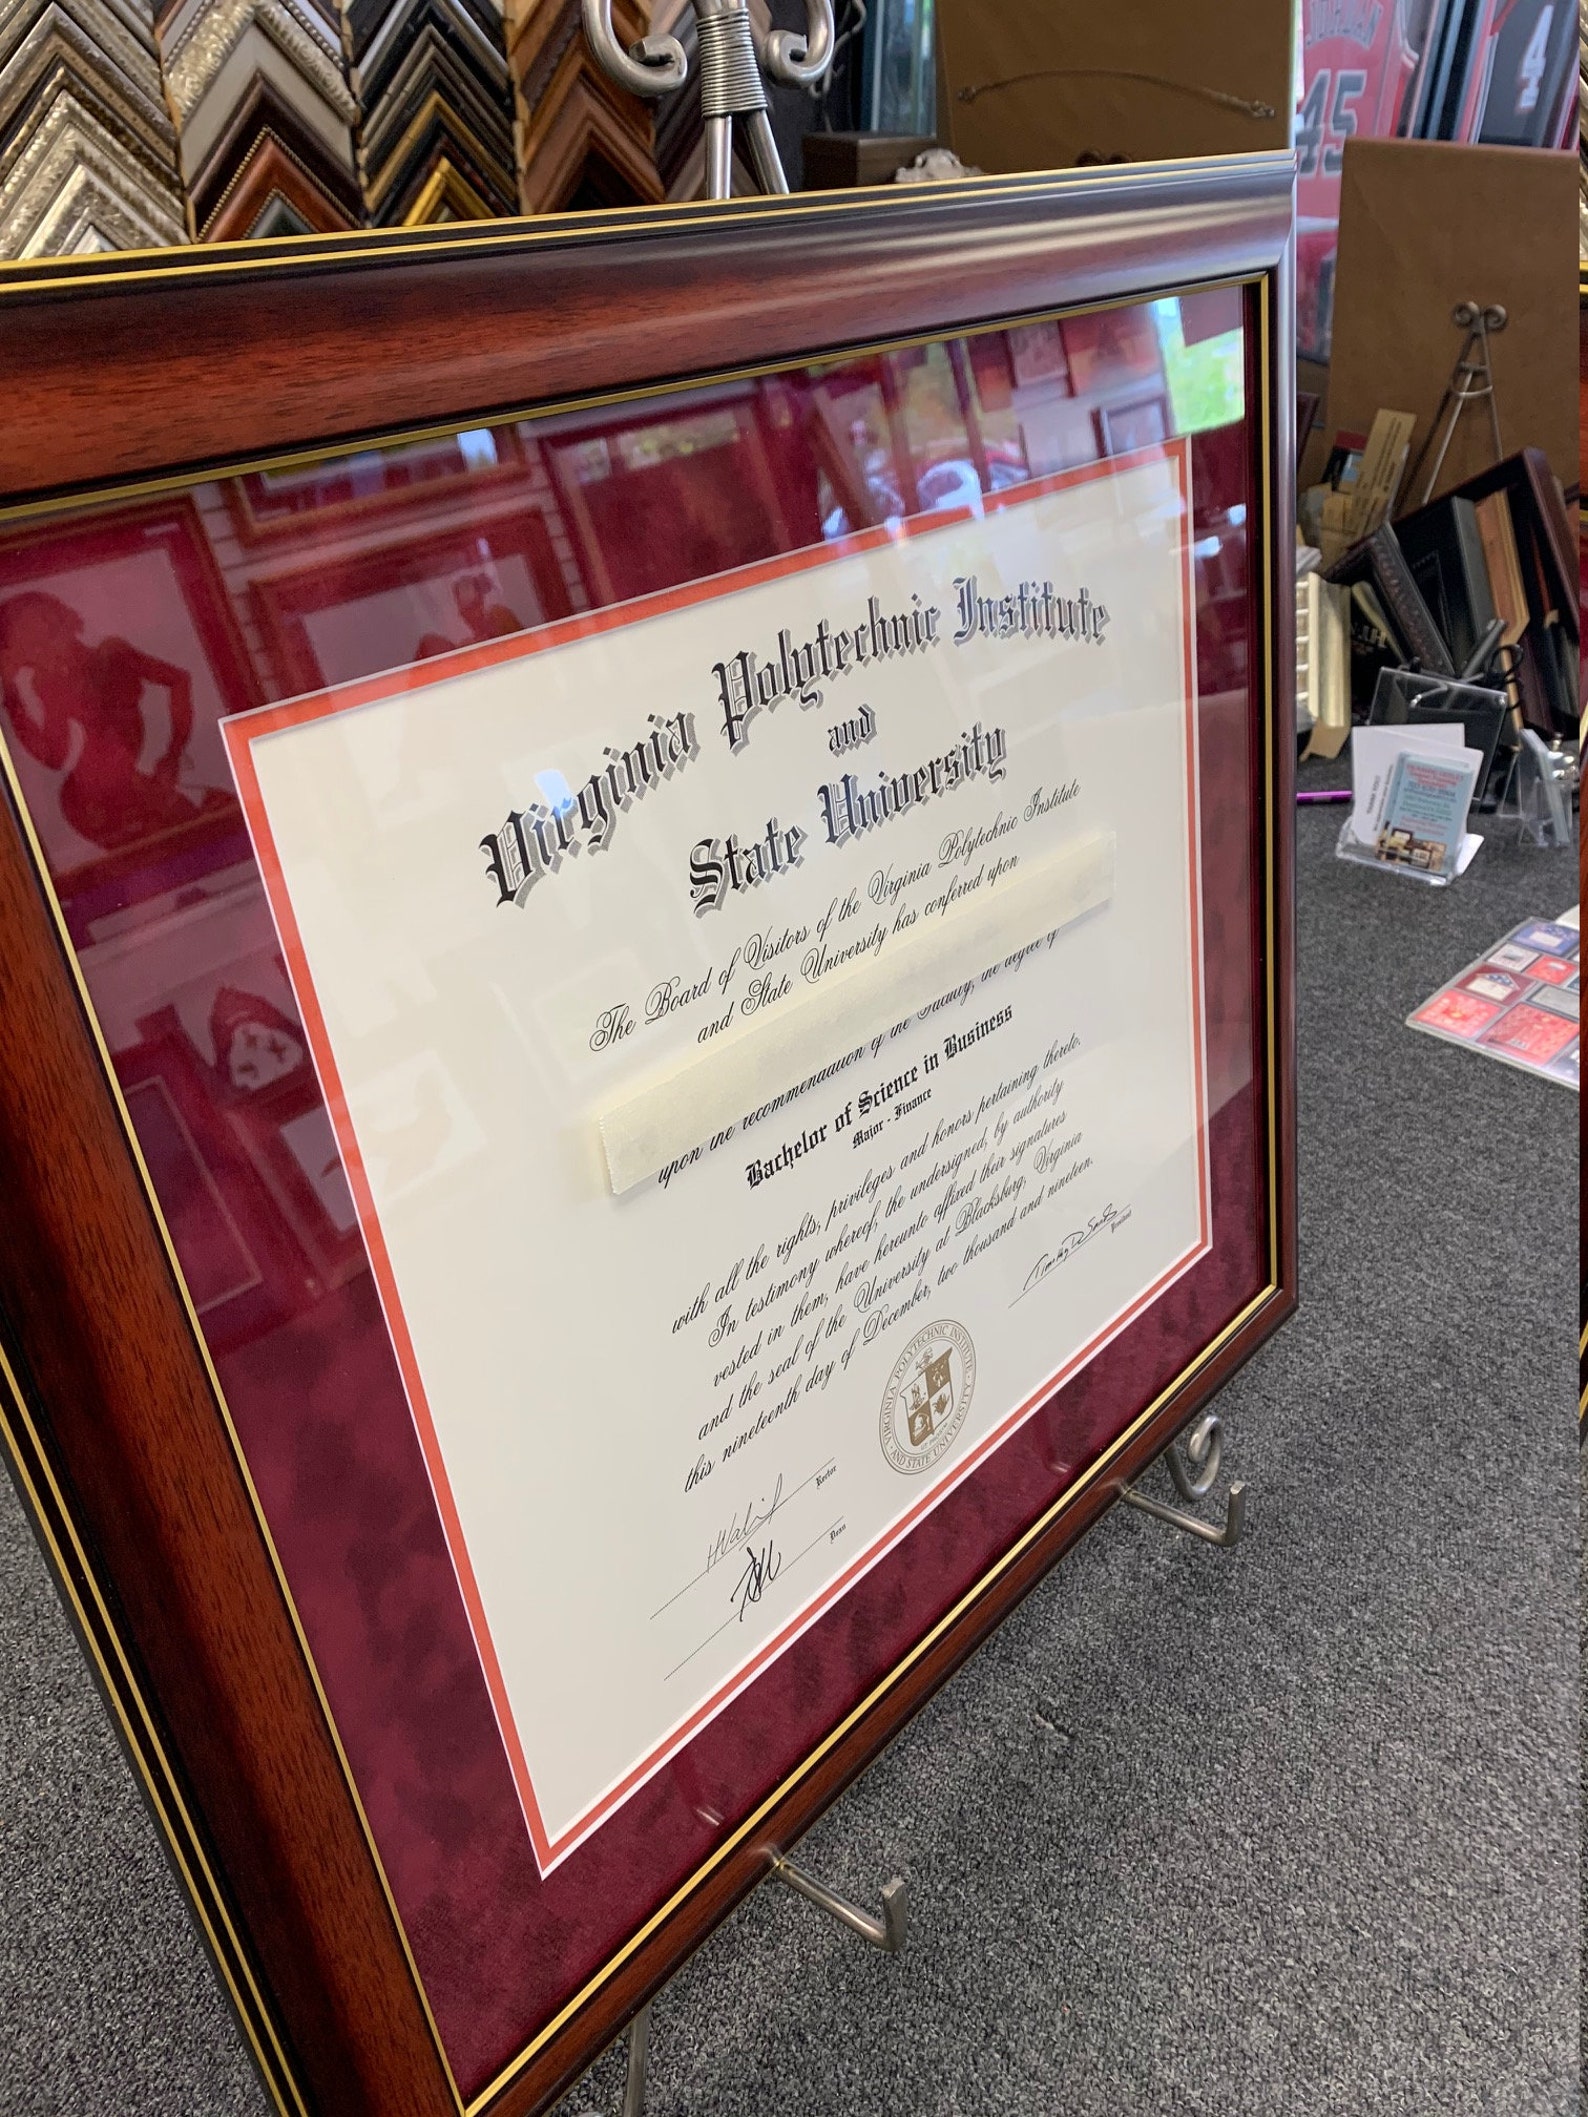 JORDAN
45
4
Virginia Polytechnic Institute
and
State University
The Board of Visitors of the Virginia Polytechnic Institute
and State University has conferred upon
upon the recommendation of the Faculty, the degree of
Bachelor of Science in Business
Major - Finance
with all the rights, privileges and honors pertaining thereto.
In testimony whereof, the undersigned, by authority
vested in them, have hereunto affixed their signatures
and the seal of the University at Blacksburg, Virginia
this nineteenth day of December, two thousand and nineteen.
Timothy D. Sands
President
VIRGINIA POLYTECHNIC INSTITUTE
AND STATE UNIVERSITY
Rector
Dean